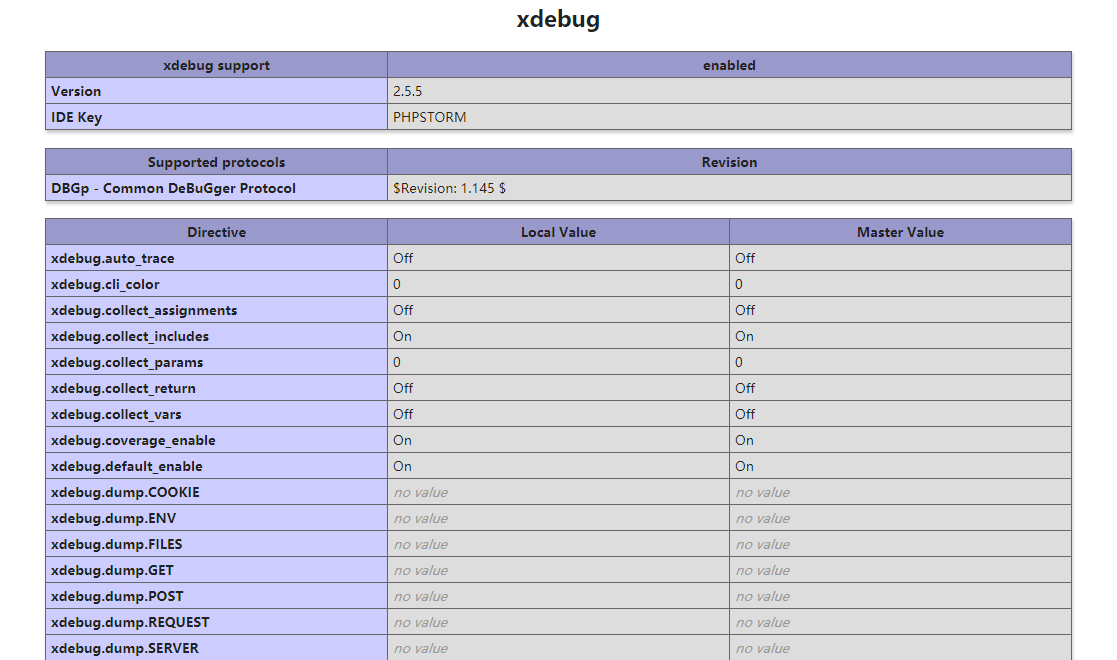 xdebug
xdebug support enabled
Version 2.5.5
IDE Key PHPSTORM
Supported protocols Revision
DBGp - Common DeBuGger Protocol $Revision: 1.145 $
Directive Local Value Master Value
xdebug.auto_trace Off Off
xdebug.cli_color 0 0
xdebug.collect_assignments Off Off
xdebug.collect_includes On On
xdebug.collect_params 0 0
xdebug.collect_return Off Off
xdebug.collect_vars Off Off
xdebug.coverage_enable On On
xdebug.default_enable On On
xdebug.dump.COOKIE no value no value
xdebug.dump.ENV no value no value
xdebug.dump.FILES no value no value
xdebug.dump.GET no value no value
xdebug.dump.POST no value no value
xdebug.dump.REQUEST no value no value
xdebug.dump.SERVER no value no value